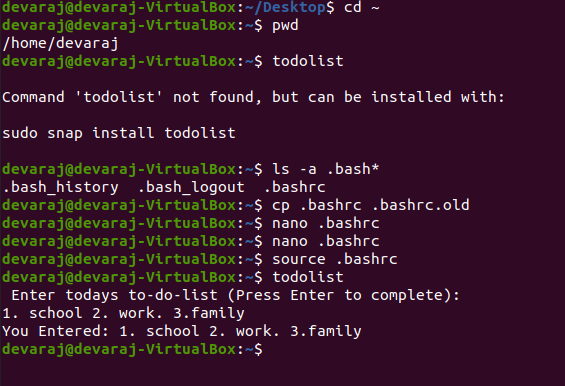 devaraj@devaraj-VirtualBox:~/Desktop$ cd ~
devaraj@devaraj-VirtualBox:~$ pwd
/home/devaraj
devaraj@devaraj-VirtualBox:~$ todolist
Command 'todolist' not found, but can be installed with:
sudo snap install todolist
devaraj@devaraj-VirtualBox:~$ ls -a .bash*
.bash_history  .bash_logout  .bashrc
devaraj@devaraj-VirtualBox:~$ cp .bashrc .bashrc.old
devaraj@devaraj-VirtualBox:~$ nano .bashrc
devaraj@devaraj-VirtualBox:~$ nano .bashrc
devaraj@devaraj-VirtualBox:~$ source .bashrc
devaraj@devaraj-VirtualBox:~$ todolist
 Enter todays to-do-list (Press Enter to complete):
1. school 2. work. 3.family
You Entered: 1. school 2. work. 3.family
devaraj@devaraj-VirtualBox:~$